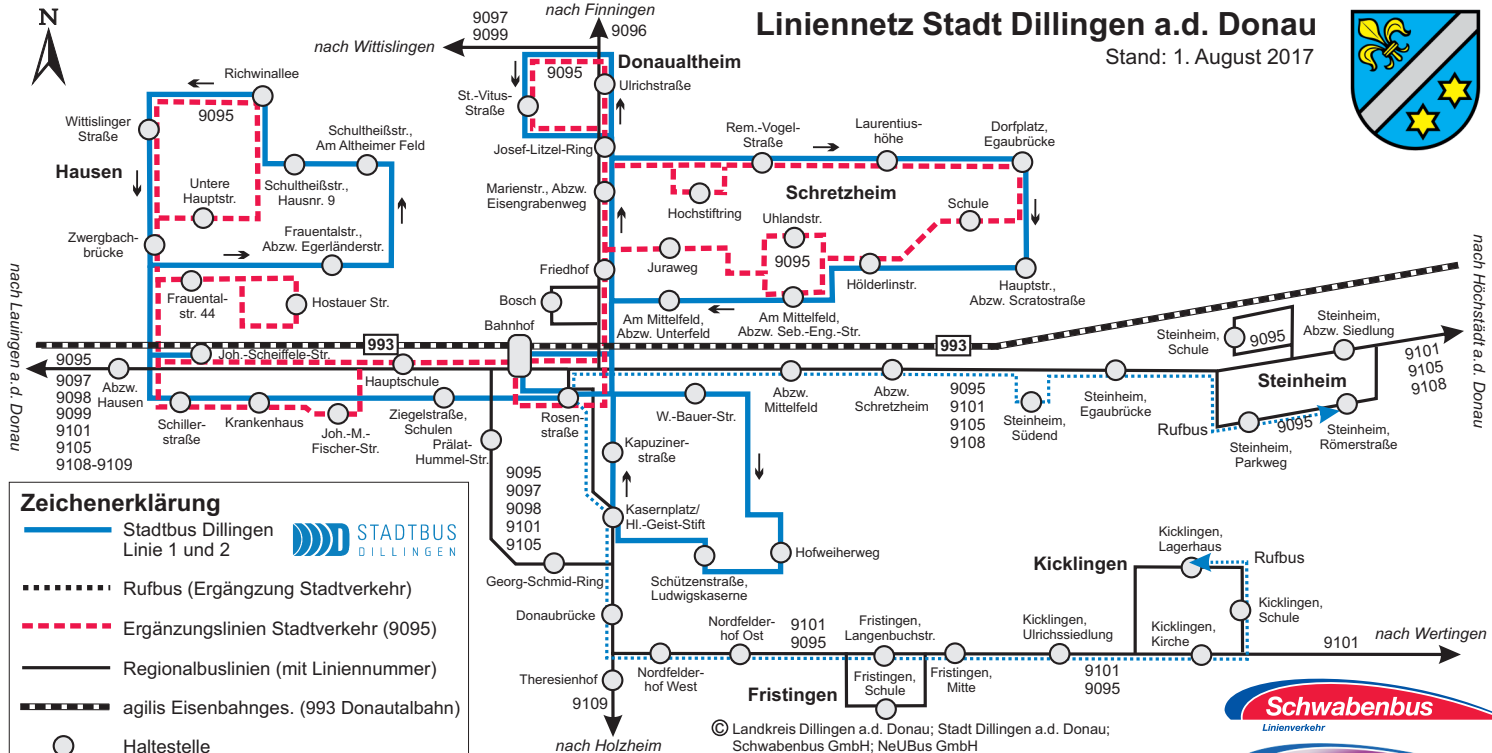 Liniennetz Stadt Dillingen a.d. Donau
Stand: 1. August 2017
N
nach Finningen
9096
9097
9099
nach Wittislingen
Donaualtheim
9095
Ulrichstraße
St.-Vitus-
Straße
Josef-Litzel-Ring
Marienstr., Abzw.
Eisengrabenweg
Friedhof
Bosch
Bahnhof
Richwinallee
9095
Wittislinger
Straße
Hausen
Schultheißstr.,
Am Altheimer Feld
Schultheißstr.,
Hausnr. 9
Untere
Hauptstr.
Zwergbach-
brücke
Frauentalstr.,
Abzw. Egerländerstr.
Frauental-
str. 44
Hostauer Str.
Rem.-Vogel-
Straße
Laurentius-
höhe
Dorfplatz,
Egaubrücke
Schretzheim
Hochstiftring
Schule
Uhlandstr.
9095
Juraweg
Hölderlinstr.
Hauptstr.,
Abzw. Scratostraße
Am Mittelfeld,
Abzw. Unterfeld
Am Mittelfeld,
Abzw. Seb.-Eng.-Str.
nach Lauingen a. d. Donau
nach Höchstädt a. d. Donau
993
993
Joh.-Scheiffele-Str.
9095
9097
9098
9099
9101
9105
9108-9109
Abzw.
Hausen
Hauptschule
Schiller-
straße
Krankenhaus
Joh.-M.-
Fischer-Str.
Ziegelstraße,
Schulen
Prälat-
Hummel-Str.
Rosen-
straße
W.-Bauer-Str.
Abzw.
Mittelfeld
Abzw.
Schretzheim
9095
9101
9105
9108
Steinheim,
Südend
Steinheim,
Egaubrücke
Steinheim,
Schule
9095
Steinheim,
Abzw. Siedlung
Steinheim
9101
9105
9108
Rufbus
9095
Steinheim,
Parkweg
Steinheim,
Römerstraße
Kapuziner-
straße
9095
9097
9098
9101
9105
Kasernplatz/
Hl.-Geist-Stift
Georg-Schmid-Ring
Schützenstraße,
Ludwigskaserne
Hofweiherweg
Donaubrücke
Theresienhof
9109
nach Holzheim
Nordfelder-
hof West
Nordfelder-
hof Ost
9101
9095
Fristingen,
Langenbuchstr.
Fristingen,
Schule
Fristingen
Fristingen,
Mitte
Kicklingen,
Ulrichssiedlung
9101
9095
Kicklingen
Kicklingen,
Lagerhaus
Rufbus
Kicklingen,
Schule
Kicklingen,
Kirche
9101
nach Wertingen
Zeichenerklärung
Stadtbus Dillingen
Linie 1 und 2
STADTBUS
DILLINGEN
Rufbus (Ergängzung Stadtverkehr)
Ergänzungslinien Stadtverkehr (9095)
Regionalbuslinien (mit Liniennummer)
agilis Eisenbahnges. (993 Donautalbahn)
Haltestelle
© Landkreis Dillingen a.d. Donau; Stadt Dillingen a.d. Donau;
Schwabenbus GmbH; NeUBus GmbH
Schwabenbus
Linienverkehr